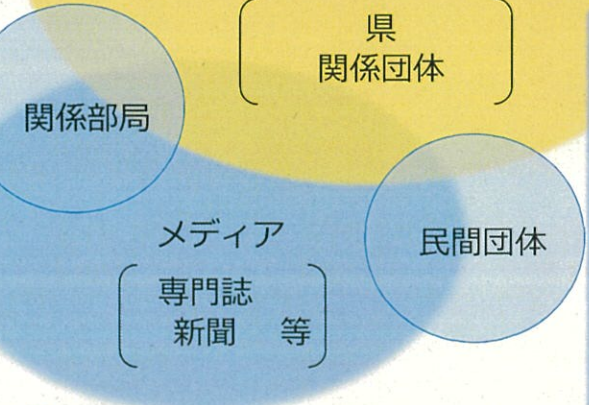 県
関係団体
関係部局
メディア
民間団体
専門誌
新聞　等